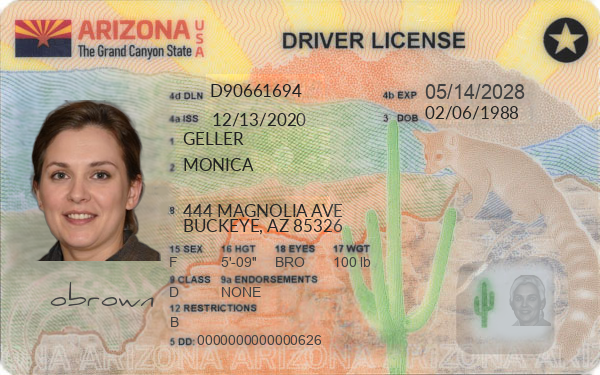 ARIZONA USA
The Grand Canyon State
DRIVER LICENSE
4d DLN D90661694
4b EXP 05/14/2028
4a ISS 12/13/2020
3 DOB 02/06/1988
1 GELLER
2 MONICA
8 444 MAGNOLIA AVE
BUCKEYE, AZ 85326
15 SEX 16 HGT 18 EYES 17 WGT
F 5'-09" BRO 100 lb
9 CLASS 9a ENDORSEMENTS
D NONE
12 RESTRICTIONS
B
obrown
5 DD: 0000000000000626
ARIZONA ARIZONA ARIZONA